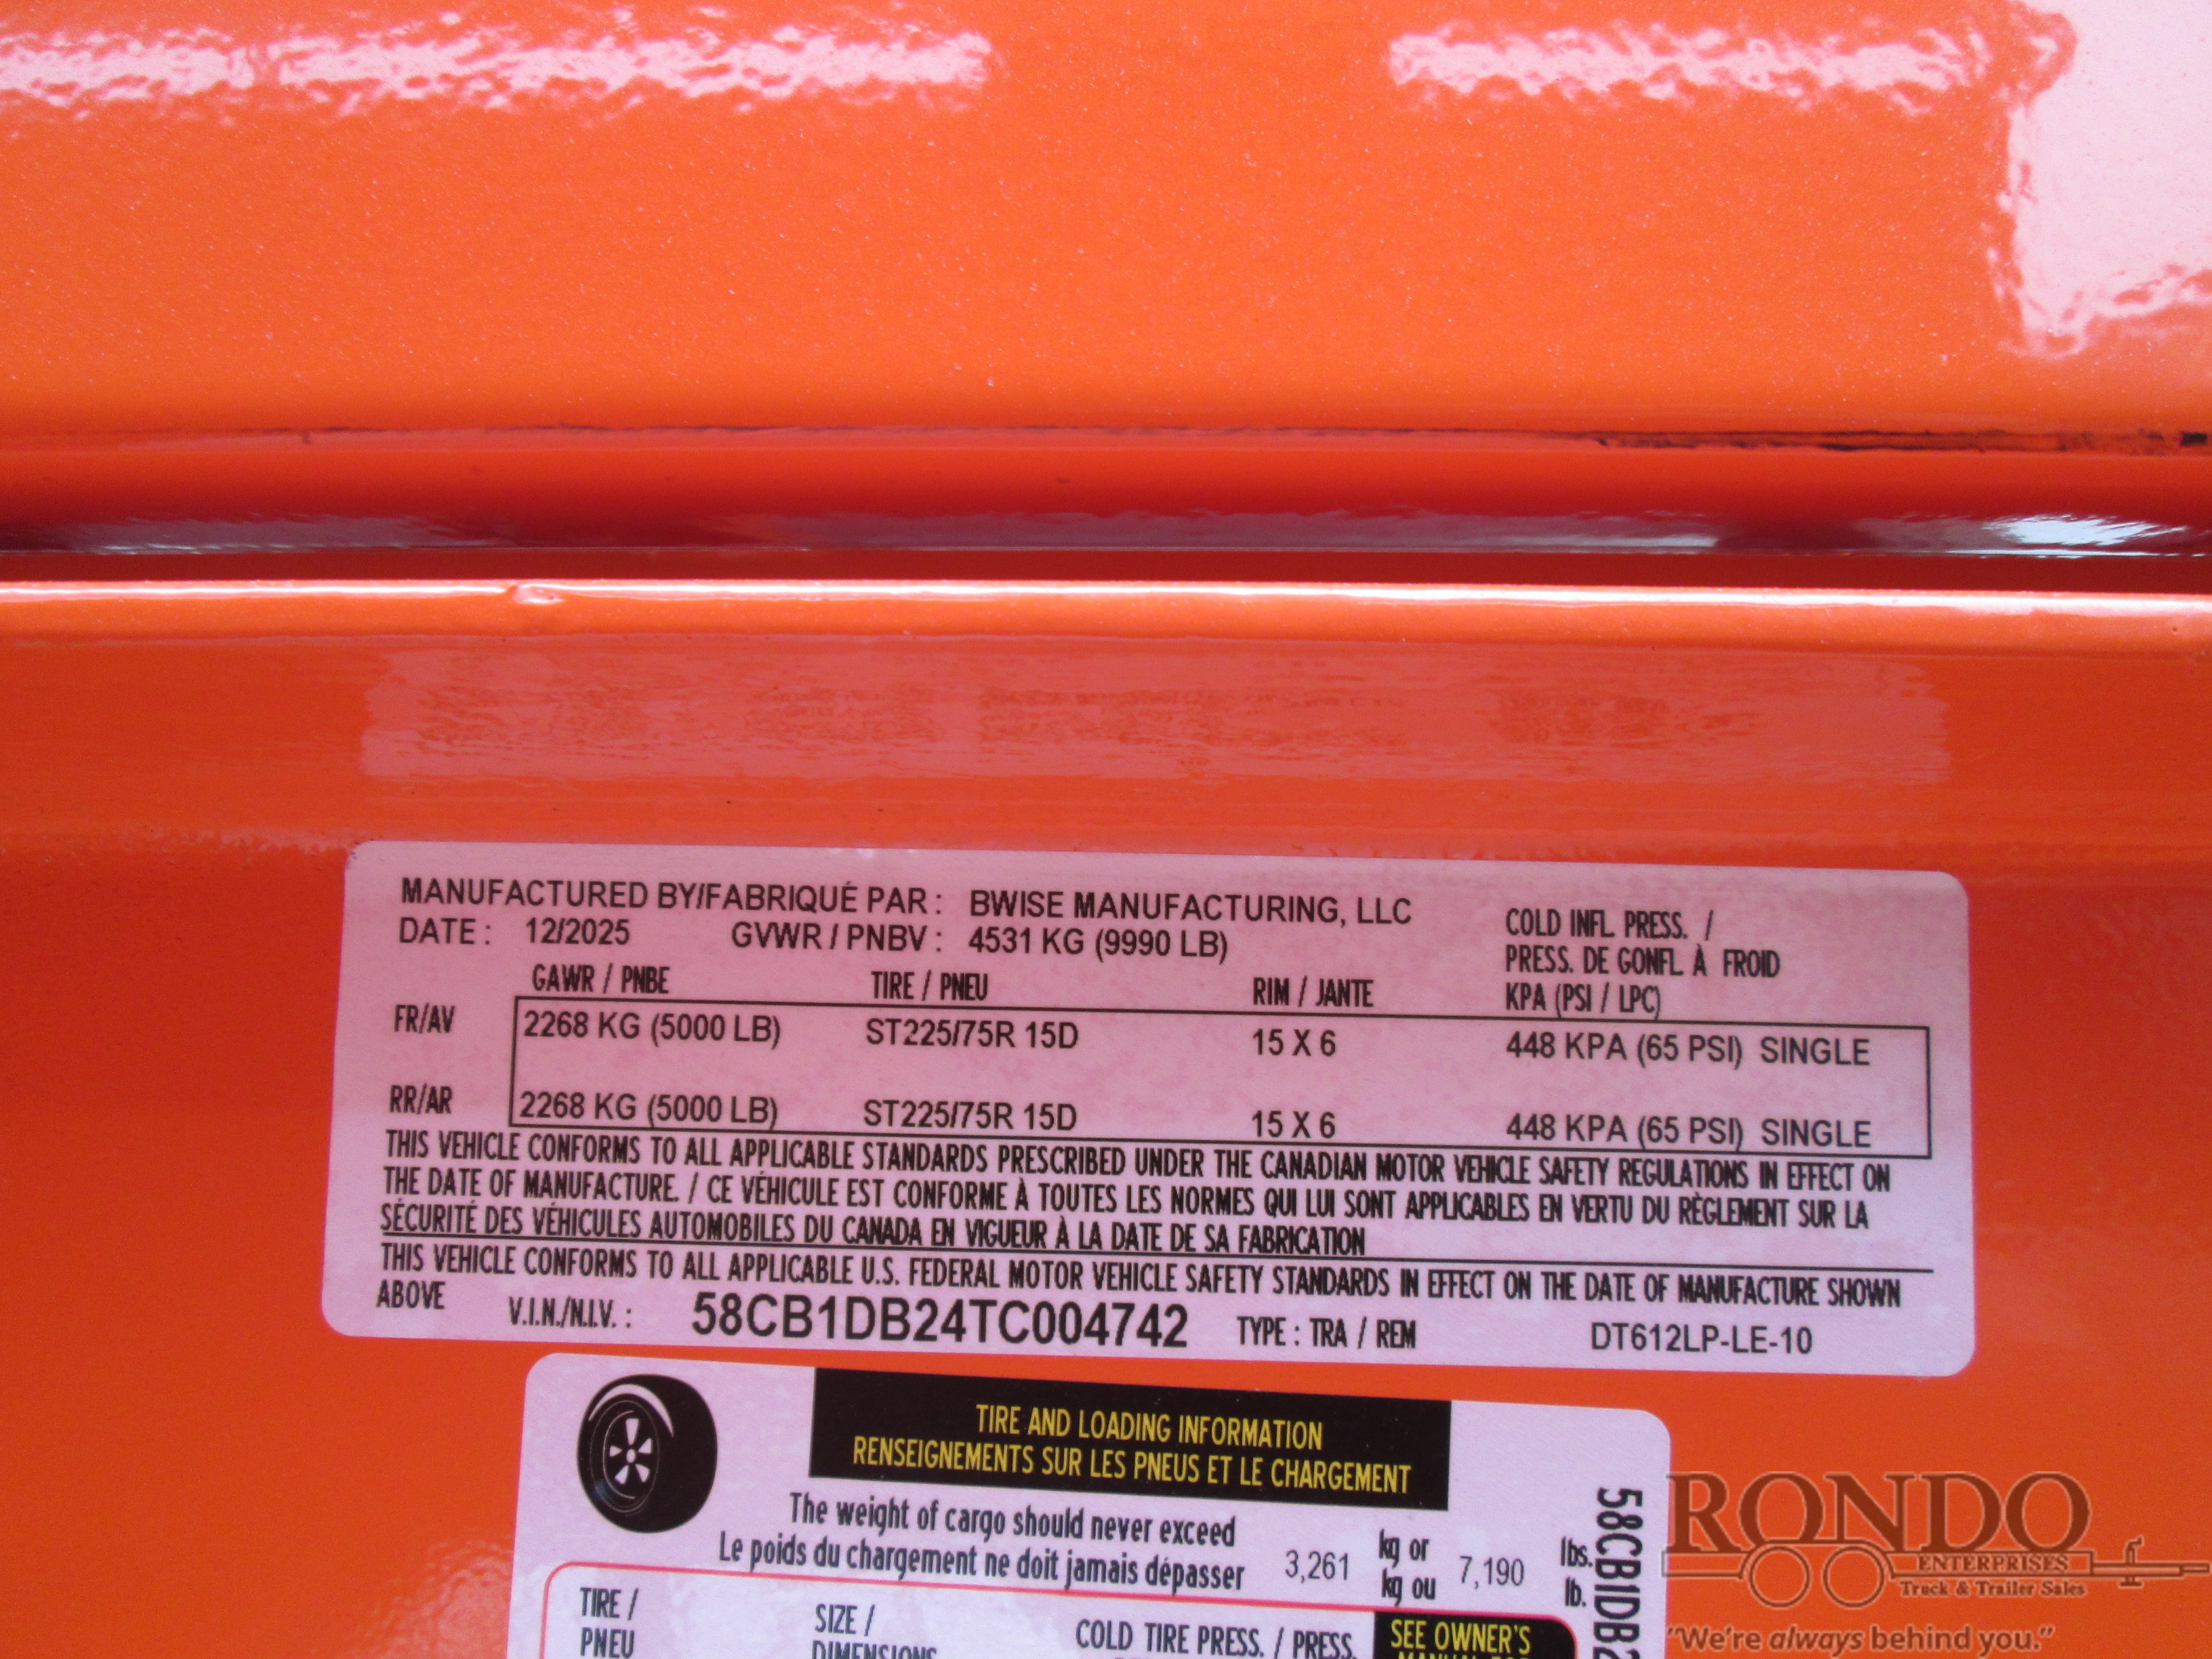 MANUFACTURED BY/FABRIQUÉ PAR : BWISE MANUFACTURING, LLC
DATE : 12/2025 GVWR / PNBV : 4531 KG (9990 LB)
COLD INFL. PRESS. /
PRESS. DE GONFL. À FROID
KPA (PSI / LPC)
GAWR / PNBE TIRE / PNEU RIM / JANTE
FR/AV 2268 KG (5000 LB) ST225/75R 15D 15 X 6 448 KPA (65 PSI) SINGLE
RR/AR 2268 KG (5000 LB) ST225/75R 15D 15 X 6 448 KPA (65 PSI) SINGLE
THIS VEHICLE CONFORMS TO ALL APPLICABLE STANDARDS PRESCRIBED UNDER THE CANADIAN MOTOR VEHICLE SAFETY REGULATIONS IN EFFECT ON
THE DATE OF MANUFACTURE. / CE VÉHICULE EST CONFORME À TOUTES LES NORMES QUI LUI SONT APPLICABLES EN VERTU DU RÈGLEMENT SUR LA
SÉCURITÉ DES VÉHICULES AUTOMOBILES DU CANADA EN VIGUEUR À LA DATE DE SA FABRICATION
THIS VEHICLE CONFORMS TO ALL APPLICABLE U.S. FEDERAL MOTOR VEHICLE SAFETY STANDARDS IN EFFECT ON THE DATE OF MANUFACTURE SHOWN
ABOVE V.I.N./N.I.V. : 58CB1DB24TC004742 TYPE : TRA / REM DT612LP-LE-10
TIRE AND LOADING INFORMATION
RENSEIGNEMENTS SUR LES PNEUS ET LE CHARGEMENT
The weight of cargo should never exceed
Le poids du chargement ne doit jamais dépasser
3,261 kg or
kg ou
7,190 lbs.
lb.
58CB1DB2
TIRE /
PNEU
SIZE /
DIMENSIONS
COLD TIRE PRESS. / PRESS.
SEE OWNER'S
RONDO
ENTERPRISES
Truck & Trailer Sales
"We're always behind you."